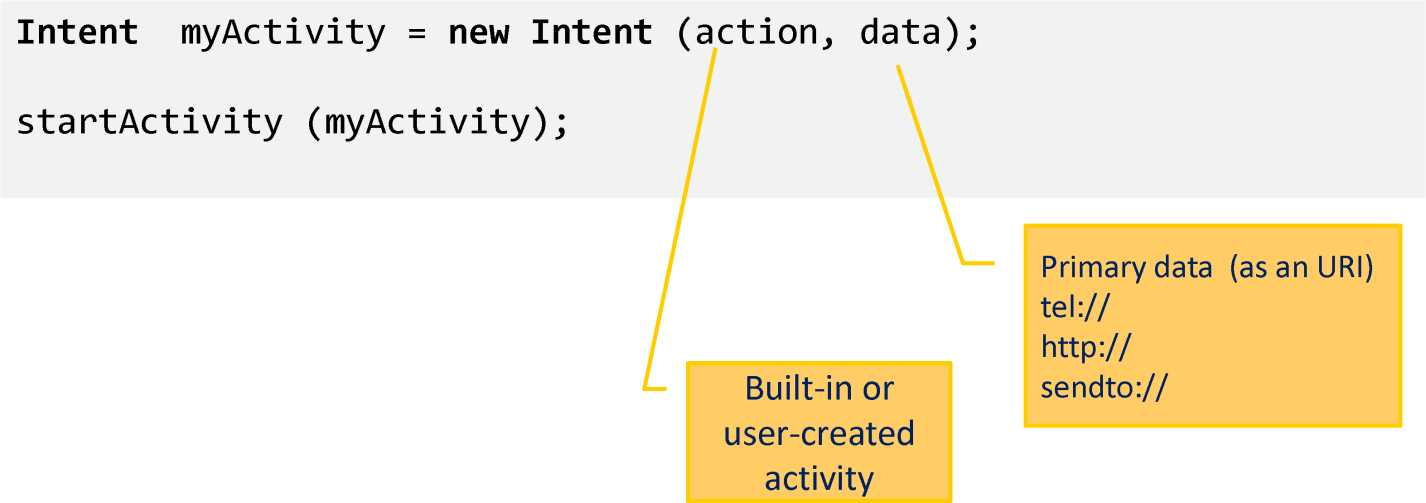 Intent  myActivity = new Intent (action, data);
startActivity (myActivity);
Primary data  (as an URI)
tel://
http://
sendto://
Built-in or
user-created
activity